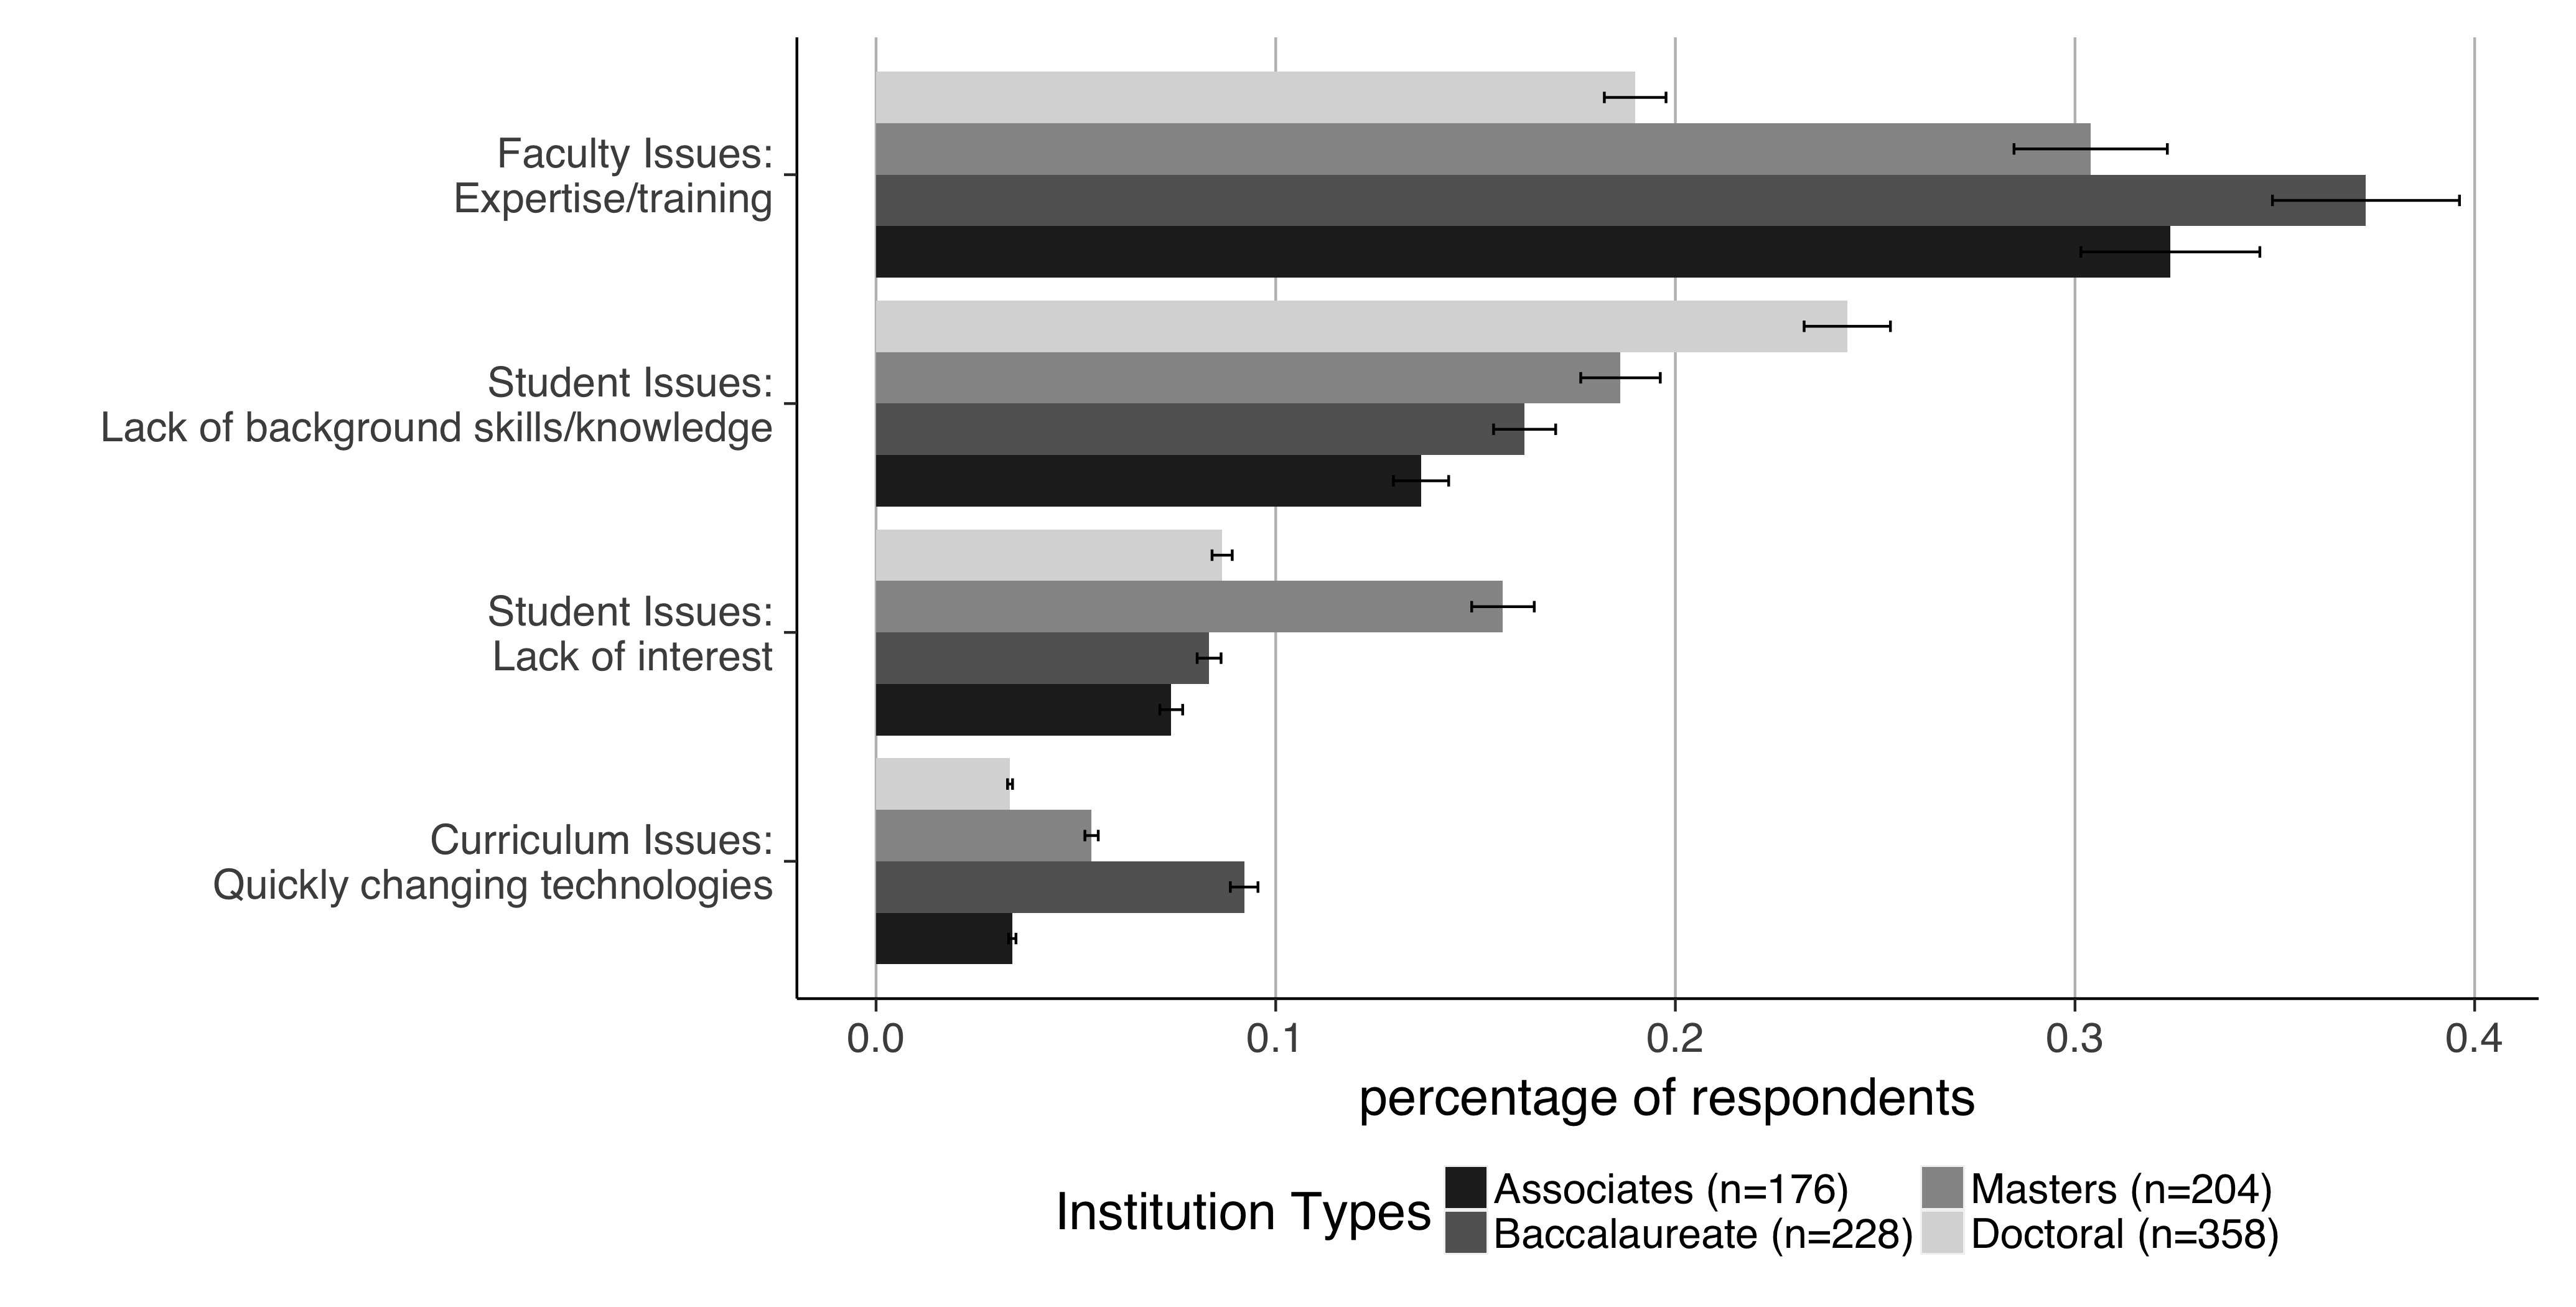 Faculty Issues:
Expertise/training
Student Issues:
Lack of background skills/knowledge
Student Issues:
Lack of interest
Curriculum Issues:
Quickly changing technologies
0.0 0.1 0.2 0.3 0.4
percentage of respondents
Institution Types
Associates (n=176) Masters (n=204)
Baccalaureate (n=228) Doctoral (n=358)